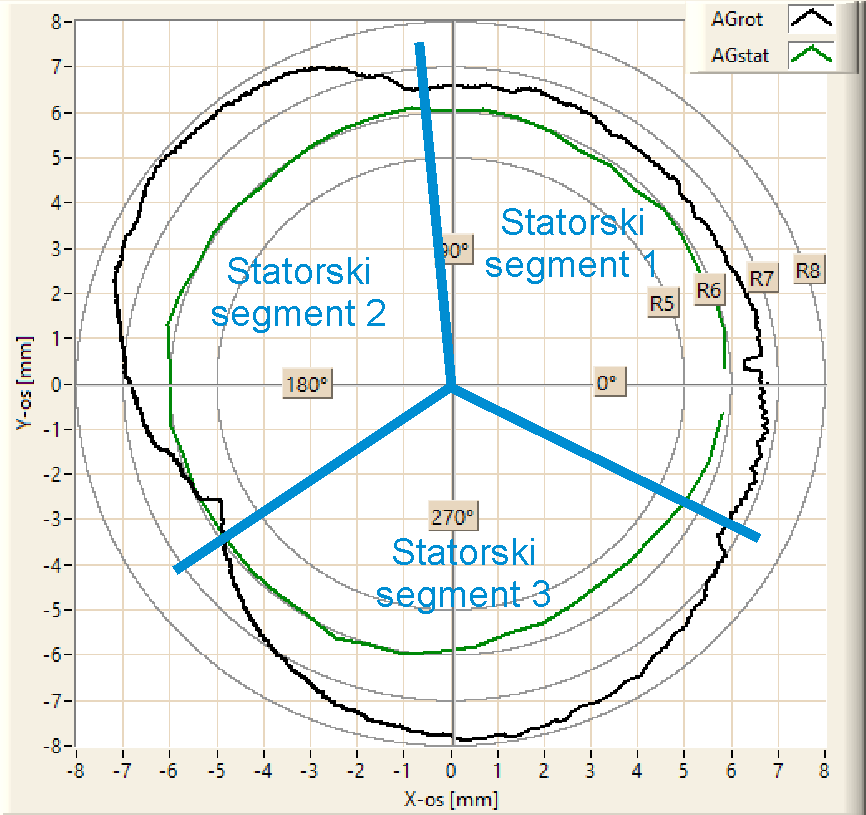 AGrot
AGstat
Statorski
segment 1
90°
Statorski
segment 2
R5
R6
R7
R8
180°
0°
270°
Statorski
segment 3
Y-os [mm]
8
7
6
5
4
3
2
1
0
-1
-2
-3
-4
-5
-6
-7
-8
-8 -7 -6 -5 -4 -3 -2 -1 0 1 2 3 4 5 6 7 8
X-os [mm]